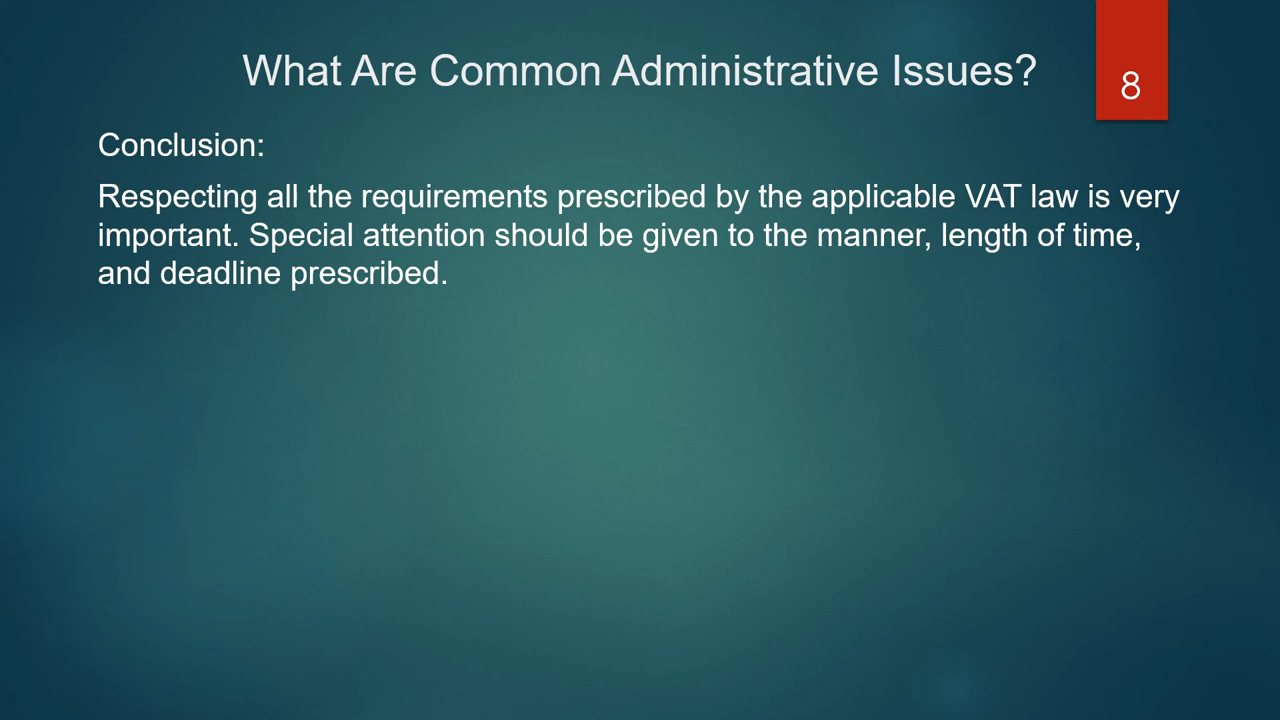 What Are Common Administrative Issues?
8
Conclusion:
Respecting all the requirements prescribed by the applicable VAT law is very
important. Special attention should be given to the manner, length of time,
and deadline prescribed.